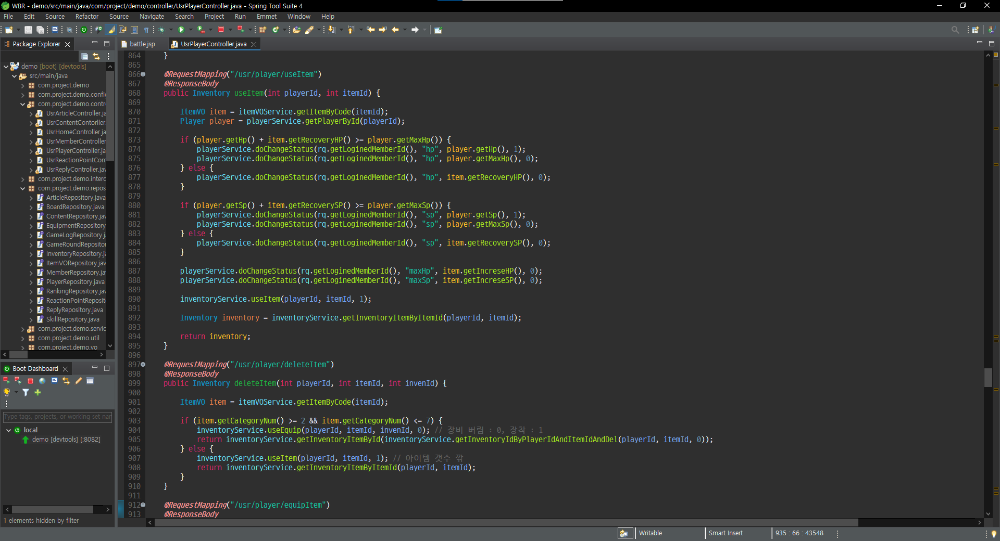 WBR - demo/src/main/java/com/project/demo/controller/UsrPlayerController.java - Spring Tool Suite 4
File Edit Source Refactor Source Navigate Search Project Run Emmet Window Help
Package Explorer
battle.jsp UsrPlayerController.java
demo [boot] [devtools]
src/main/java
com.project.demo
com.project.demo.confi
com.project.demo.contr
UsrArticleController.ja
UsrContentContorller
UsrHomeController.ja
UsrMemberController
UsrPlayerController.ja
UsrReactionPointCon
UsrReplyController.jav
com.project.demo.interc
com.project.demo.repos
ArticleRepository.java
BoardRepository.java
ContentRepository.jav
EquipmentRepository
GameLogRepository.j
GameRoundRepositor
InventoryRepository.j
ItemVORepository.jav
MemberRepository.ja
PlayerRepository.java
RankingRepository.jav
ReactionPointReposit
ReplyRepository.java
SkillRepository.java
com.project.demo.servic
com.project.demo.util
com.project.demo.vo
Boot Dashboard
Type tags, projects, or working set nar
local
demo [devtools] [:8082]
1 elements hidden by filter
864 }
865
866 @RequestMapping("/usr/player/useItem")
867 @ResponseBody
868 public Inventory useItem(int playerId, int itemId) {
869
870 ItemVO item = itemVOService.getItemByCode(itemId);
871 Player player = playerService.getPlayerById(playerId);
872
873 if (player.getHp() + item.getRecoveryHP() >= player.getMaxHp()) {
874 playerService.doChangeStatus(rq.getLoginedMemberId(), "hp", player.getHp(), 1);
875 playerService.doChangeStatus(rq.getLoginedMemberId(), "hp", player.getMaxHp(), 0);
876 } else {
877 playerService.doChangeStatus(rq.getLoginedMemberId(), "hp", item.getRecoveryHP(), 0);
878 }
879
880 if (player.getSp() + item.getRecoverySP() >= player.getMaxSp()) {
881 playerService.doChangeStatus(rq.getLoginedMemberId(), "sp", player.getSp(), 1);
882 playerService.doChangeStatus(rq.getLoginedMemberId(), "sp", player.getMaxSp(), 0);
883 } else {
884 playerService.doChangeStatus(rq.getLoginedMemberId(), "sp", item.getRecoverySP(), 0);
885 }
886
887 playerService.doChangeStatus(rq.getLoginedMemberId(), "maxHp", item.getIncreseHP(), 0);
888 playerService.doChangeStatus(rq.getLoginedMemberId(), "maxSp", item.getIncreseSP(), 0);
889
890 inventoryService.useItem(playerId, itemId, 1);
891
892 Inventory inventory = inventoryService.getInventoryItemByItemId(playerId, itemId);
893
894 return inventory;
895 }
896
897 @RequestMapping("/usr/player/deleteItem")
898 @ResponseBody
899 public Inventory deleteItem(int playerId, int itemId, int invenId) {
900
901 ItemVO item = itemVOService.getItemByCode(itemId);
902
903 if (item.getCategoryNum() >= 2 && item.getCategoryNum() <= 7) {
904 inventoryService.useEquip(playerId, itemId, invenId, 0); // 장비 버림 : 0, 장착 : 1
905 return inventoryService.getInventoryItemById(inventoryService.getInventoryIdByPlayerIdAndItemIdAndDel(playerId, itemId, 0));
906 } else {
907 inventoryService.useItem(playerId, itemId, 1); // 아이템 갯수 깎
908 return inventoryService.getInventoryItemByItemId(playerId, itemId);
909 }
910 }
911
912 @RequestMapping("/usr/player/equipItem")
913 @ResponseBody
Writable Smart Insert 935 : 66 : 43548